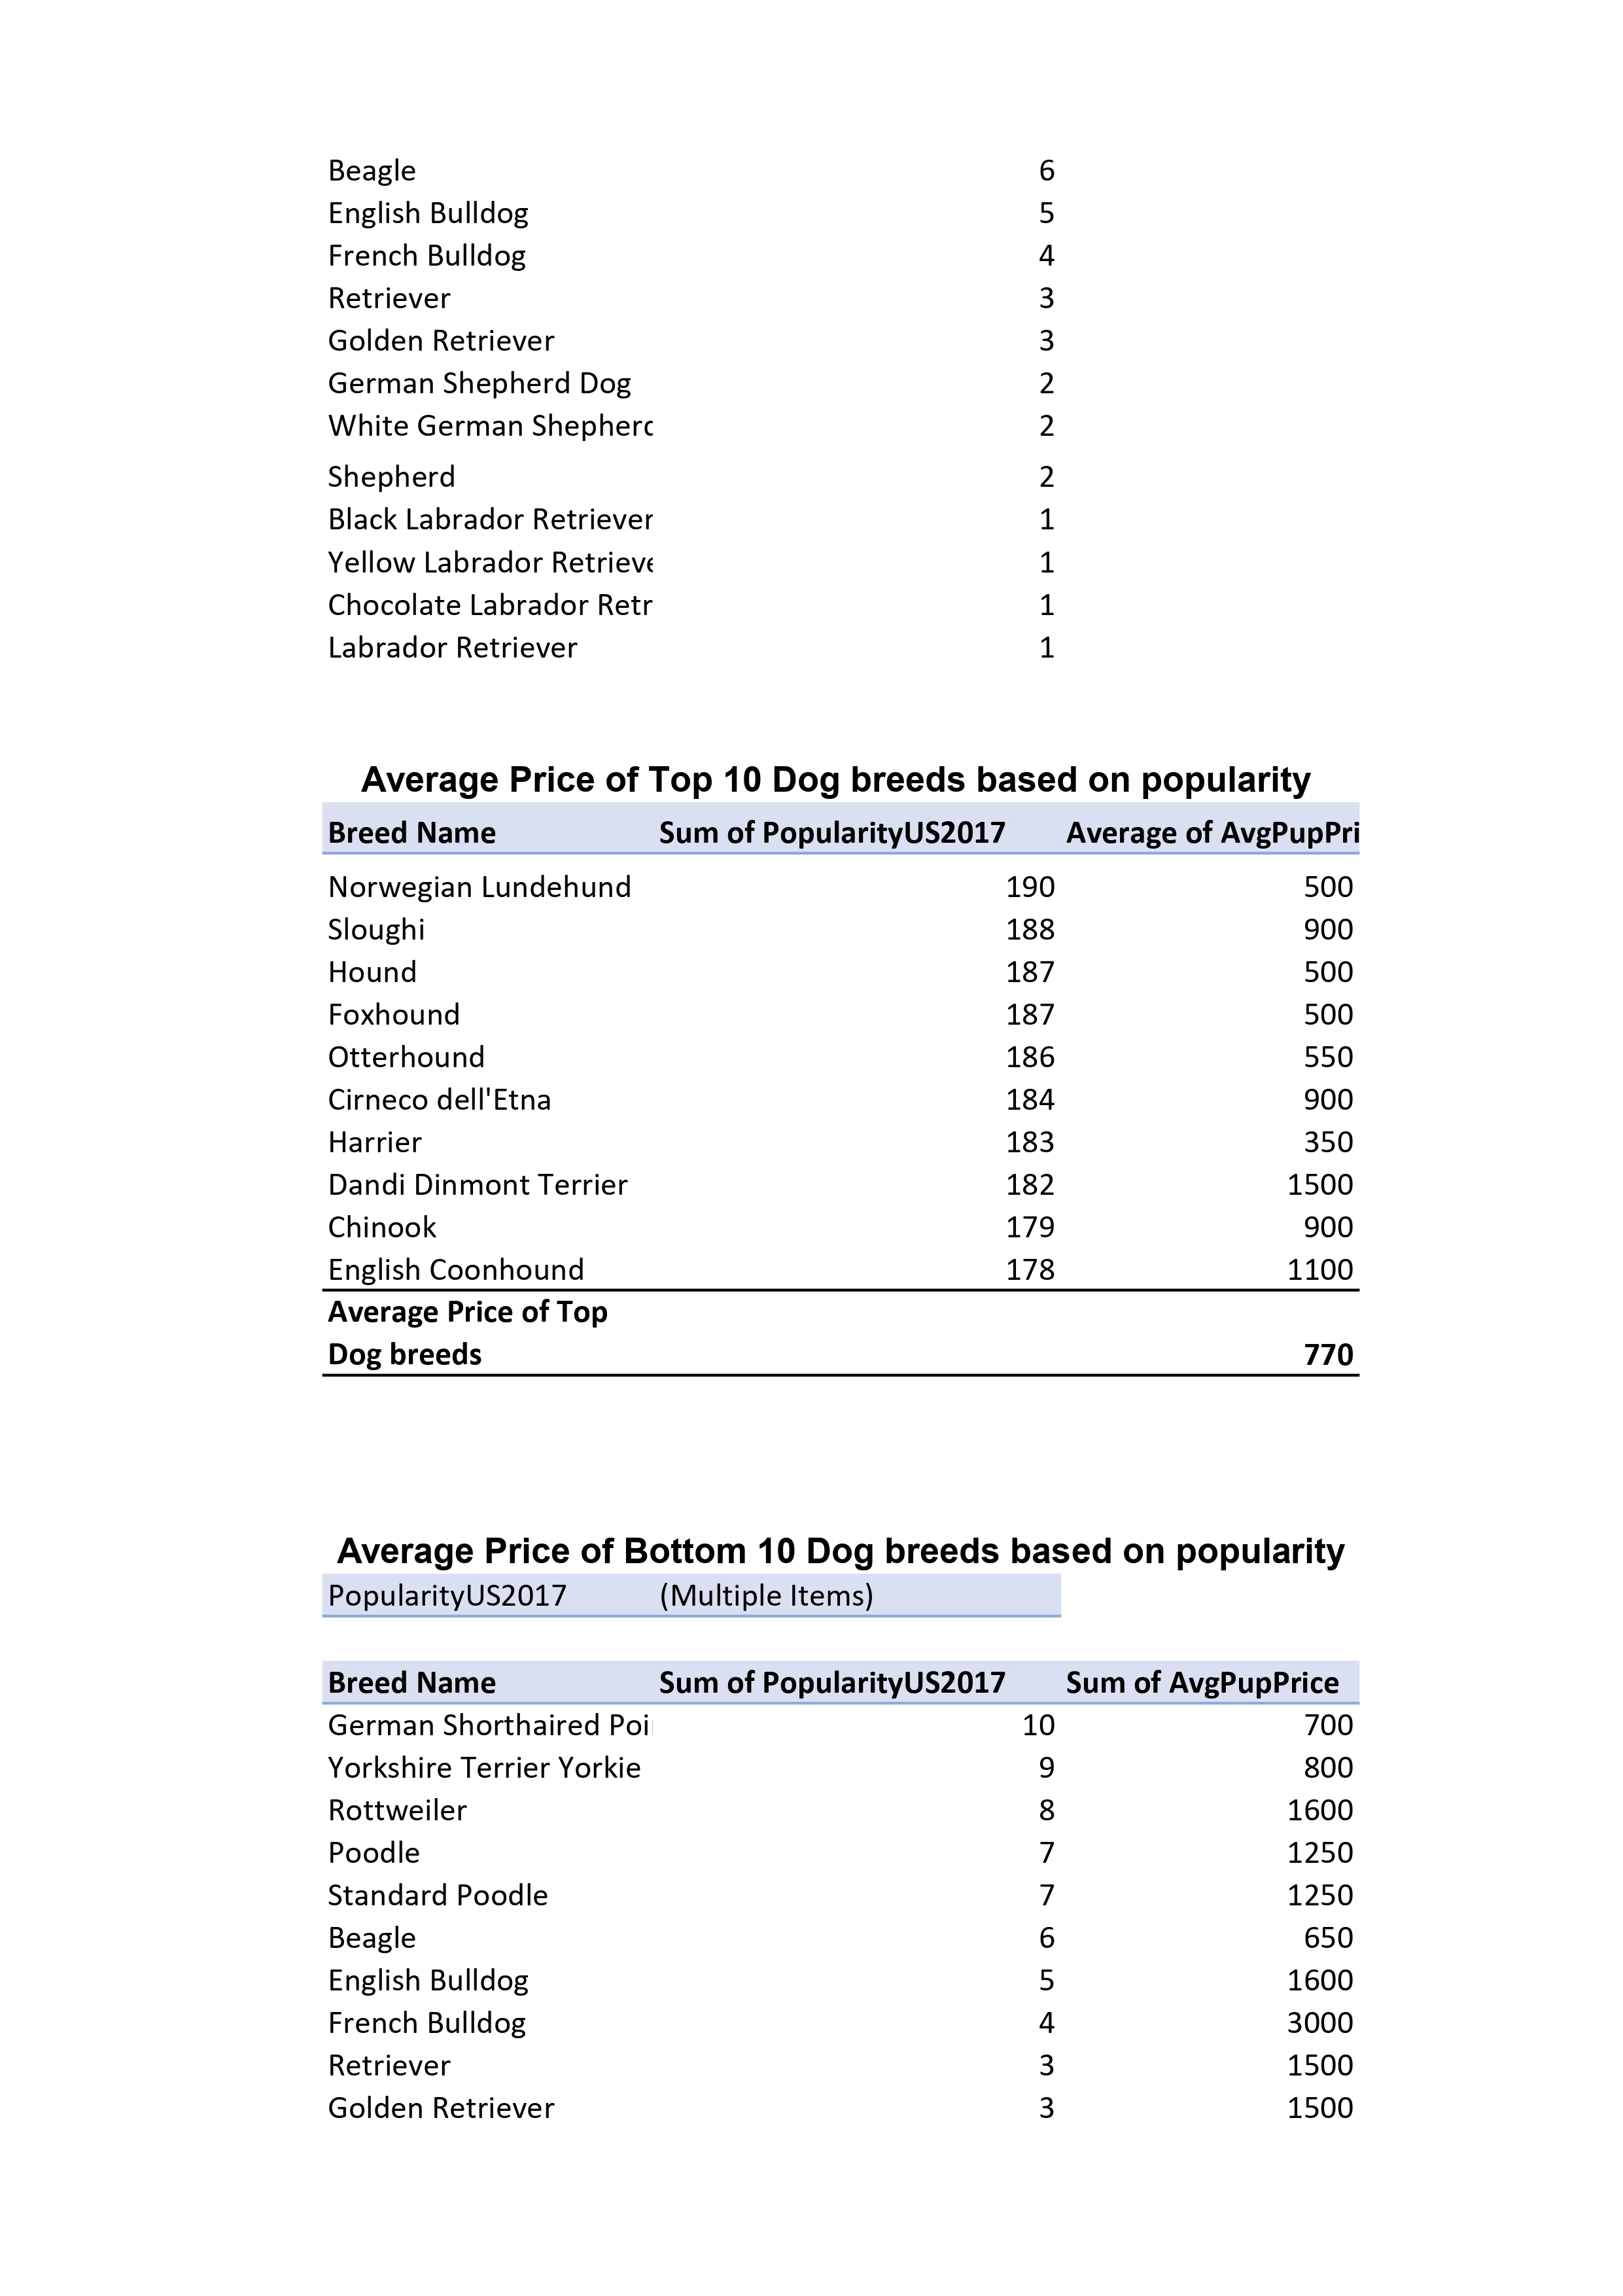 Beagle 6
English Bulldog 5
French Bulldog 4
Retriever 3
Golden Retriever 3
German Shepherd Dog 2
White German Shepherd 2
Shepherd 2
Black Labrador Retriever 1
Yellow Labrador Retrieve 1
Chocolate Labrador Retr 1
Labrador Retriever 1
Average Price of Top 10 Dog breeds based on popularity
Breed Name Sum of PopularityUS2017 Average of AvgPupPri
Norwegian Lundehund 190 500
Sloughi 188 900
Hound 187 500
Foxhound 187 500
Otterhound 186 550
Cirneco dell'Etna 184 900
Harrier 183 350
Dandi Dinmont Terrier 182 1500
Chinook 179 900
English Coonhound 178 1100
Average Price of Top
Dog breeds 770
Average Price of Bottom 10 Dog breeds based on popularity
PopularityUS2017 (Multiple Items)
Breed Name Sum of PopularityUS2017 Sum of AvgPupPrice
German Shorthaired Poi 10 700
Yorkshire Terrier Yorkie 9 800
Rottweiler 8 1600
Poodle 7 1250
Standard Poodle 7 1250
Beagle 6 650
English Bulldog 5 1600
French Bulldog 4 3000
Retriever 3 1500
Golden Retriever 3 1500